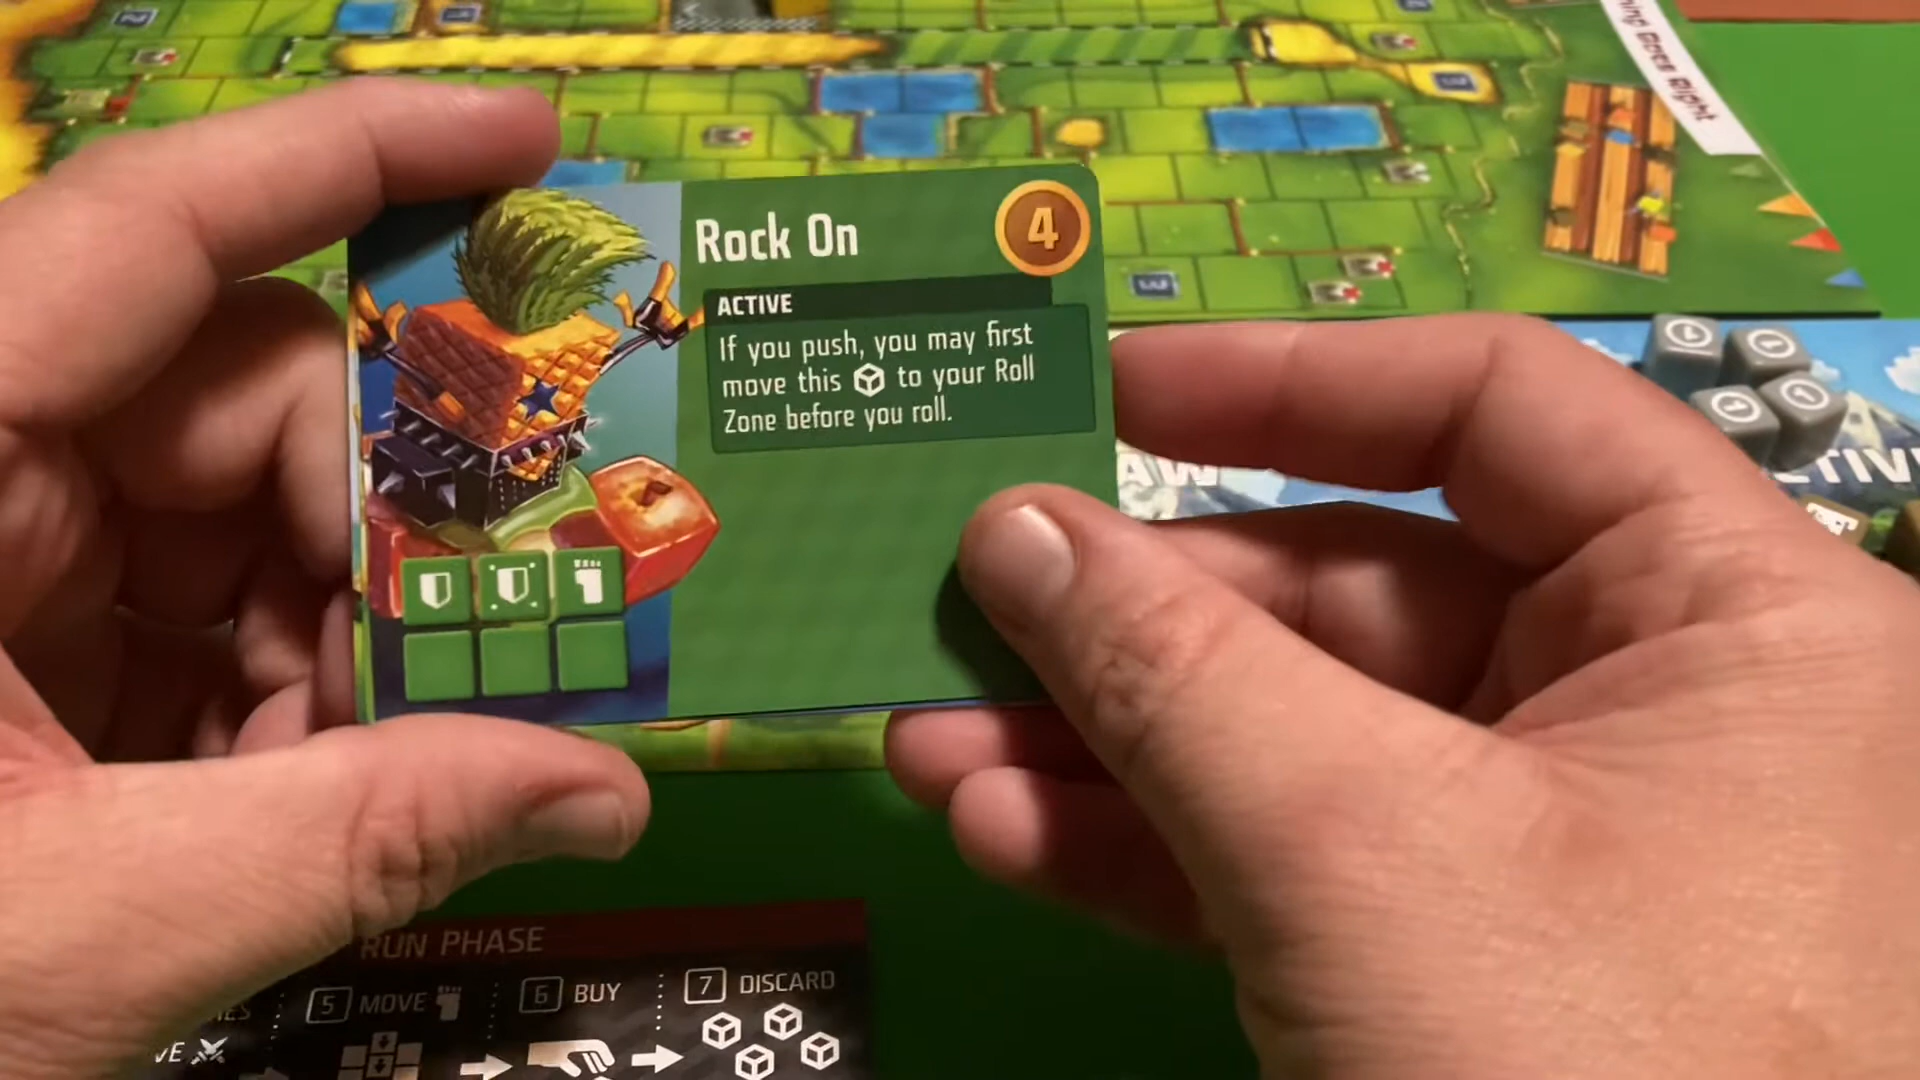 Rock On
4
ACTIVE
If you push, you may first
move this to your Roll
Zone before you roll.
RUN PHASE
5 MOVE
6 BUY
7 DISCARD